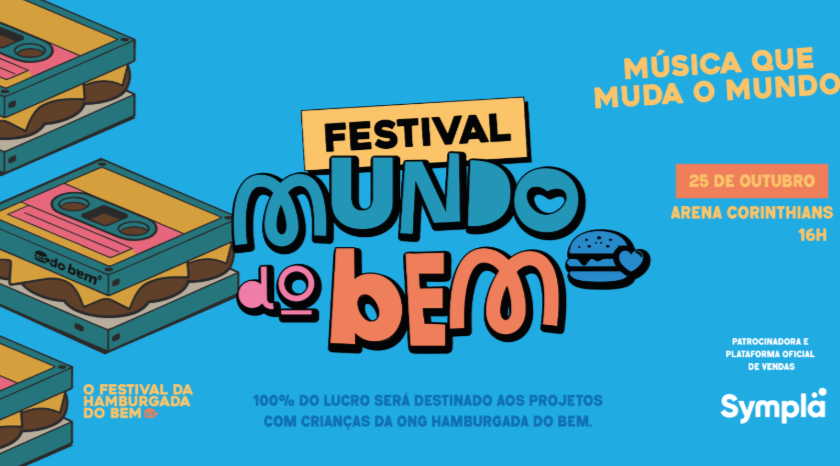 MÚSICA QUE
MUDA O MUNDO
FESTIVAL
MUNDO
do BEM
25 DE OUTUBRO
ARENA CORINTHIANS
16H
do bem
O FESTIVAL DA
HAMBURGADA
DO BEM
100% DO LUCRO SERÁ DESTINADO AOS PROJETOS
COM CRIANÇAS DA ONG HAMBURGADA DO BEM.
PATROCINADORA E
PLATAFORMA OFICIAL
DE VENDAS
Symplä